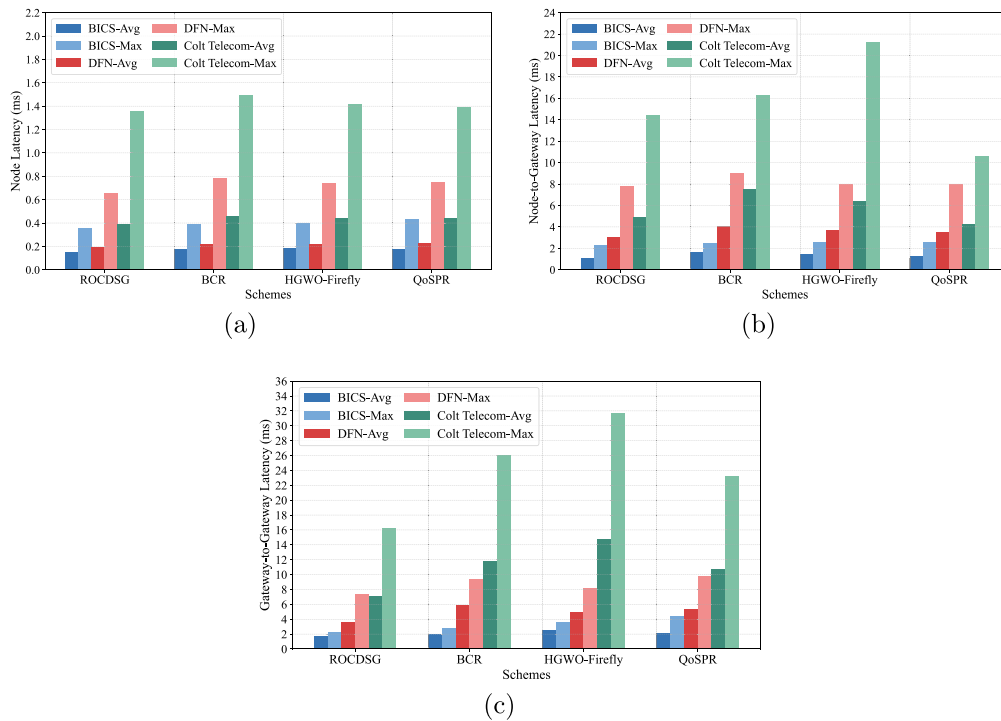 2.2
2.0
1.8
1.6
1.4
1.2
1.0
0.8
0.6
0.4
0.2
0.0
Node Latency (ms)
BICS-Avg
BICS-Max
DFN-Avg
DFN-Max
Colt Telecom-Avg
Colt Telecom-Max
ROCDSG
BCR
HGWO-Firefly
QoSPR
Schemes
(a)
24
22
20
18
16
14
12
10
8
6
4
2
0
Node-to-Gateway Latency (ms)
BICS-Avg
BICS-Max
DFN-Avg
DFN-Max
Colt Telecom-Avg
Colt Telecom-Max
ROCDSG
BCR
HGWO-Firefly
QoSPR
Schemes
(b)
36
34
32
30
28
26
24
22
20
18
16
14
12
10
8
6
4
2
0
Gateway-to-Gateway Latency (ms)
BICS-Avg
BICS-Max
DFN-Avg
DFN-Max
Colt Telecom-Avg
Colt Telecom-Max
ROCDSG
BCR
HGWO-Firefly
QoSPR
Schemes
(c)